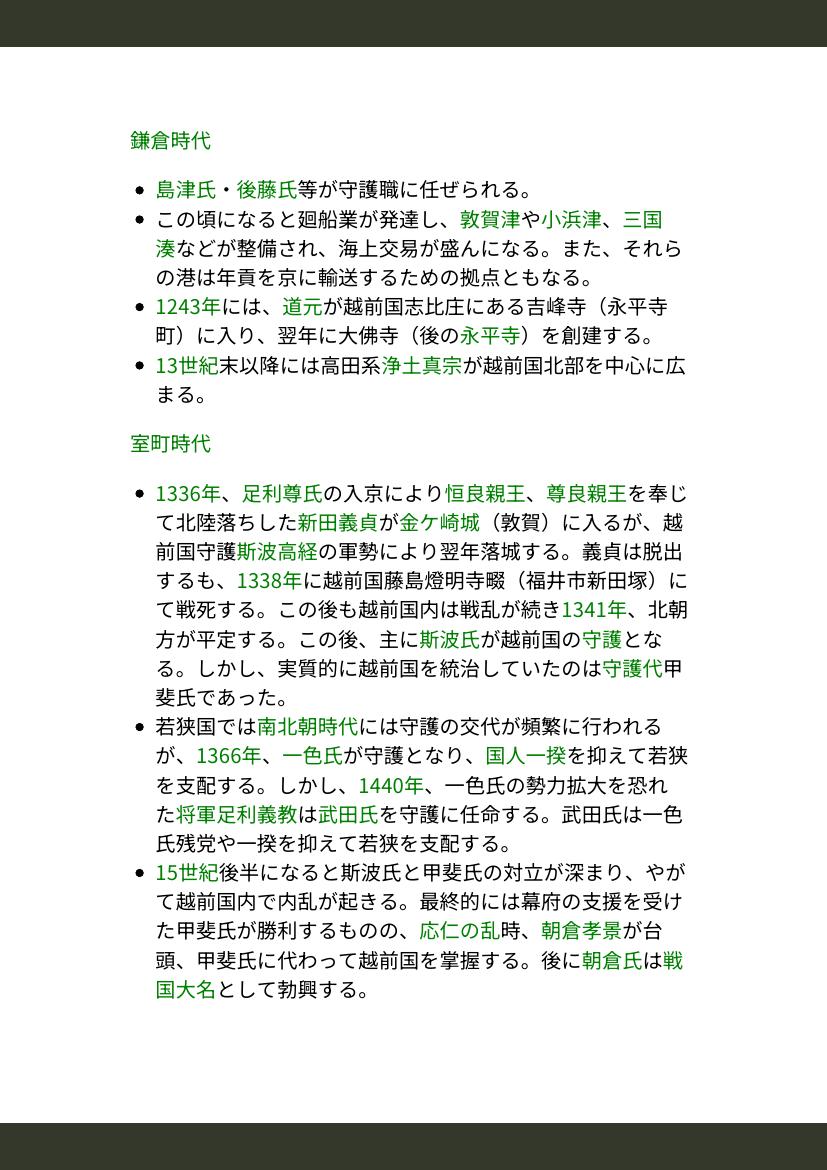 鎌倉時代
島津氏・後藤氏等が守護職に任ぜられる。
この頃になると廻船業が発達し、敦賀津や小浜津、三国
湊などが整備され、海上交易が盛んになる。また、それら
の港は年貢を京に輸送するための拠点ともなる。
1243年には、道元が越前国志比庄にある吉峰寺（永平寺
町）に入り、翌年に大佛寺（後の永平寺）を創建する。
13世紀末以降には高田系浄土真宗が越前国北部を中心に広
まる。
室町時代
1336年、足利尊氏の入京により恒良親王、尊良親王を奉じ
て北陸落ちした新田義貞が金ケ崎城（敦賀）に入るが、越
前国守護斯波高経の軍勢により翌年落城する。義貞は脱出
するも、1338年に越前国藤島燈明寺畷（福井市新田塚）に
て戦死する。この後も越前国内は戦乱が続き1341年、北朝
方が平定する。この後、主に斯波氏が越前国の守護とな
る。しかし、実質的に越前国を統治していたのは守護代甲
斐氏であった。
若狭国では南北朝時代には守護の交代が頻繁に行われる
が、1366年、一色氏が守護となり、国人一揆を抑えて若狭
を支配する。しかし、1440年、一色氏の勢力拡大を恐れ
た将軍足利義教は武田氏を守護に任命する。武田氏は一色
氏残党や一揆を抑えて若狭を支配する。
15世紀後半になると斯波氏と甲斐氏の対立が深まり、やが
て越前国内で内乱が起きる。最終的には幕府の支援を受け
た甲斐氏が勝利するものの、応仁の乱時、朝倉孝景が台
頭、甲斐氏に代わって越前国を掌握する。後に朝倉氏は戦
国大名として勃興する。